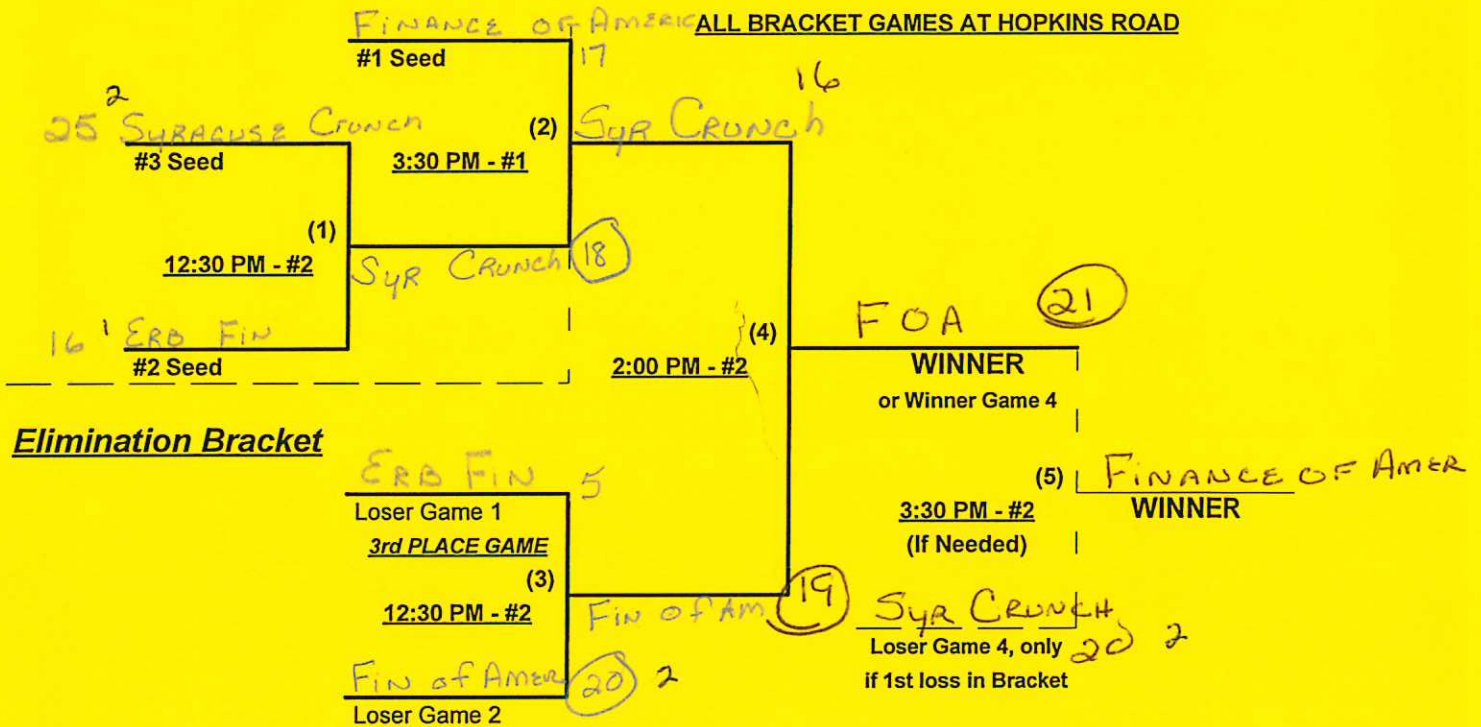 FINANCE OF AMERIC ALL BRACKET GAMES AT HOPKINS ROAD
#1 Seed 17
16
2
25 SYRACUSE CRUNCH (2) SYR CRUNCH
#3 Seed 3:30 PM - #1
(1)
12:30 PM - #2 SYR CRUNCH 18
16 1 ERB FIN
#2 Seed
(4) FOA 21
2:00 PM - #2 WINNER
or Winner Game 4
Elimination Bracket
ERB FIN 5
Loser Game 1
3rd PLACE GAME
(5) FINANCE OF AMER
3:30 PM - #2 WINNER
(If Needed)
(3)
12:30 PM - #2 FIN OF AM 19
SYR CRUNCH
Loser Game 4, only 20 2
if 1st loss in Bracket
FIN of AMER 20 2
Loser Game 2